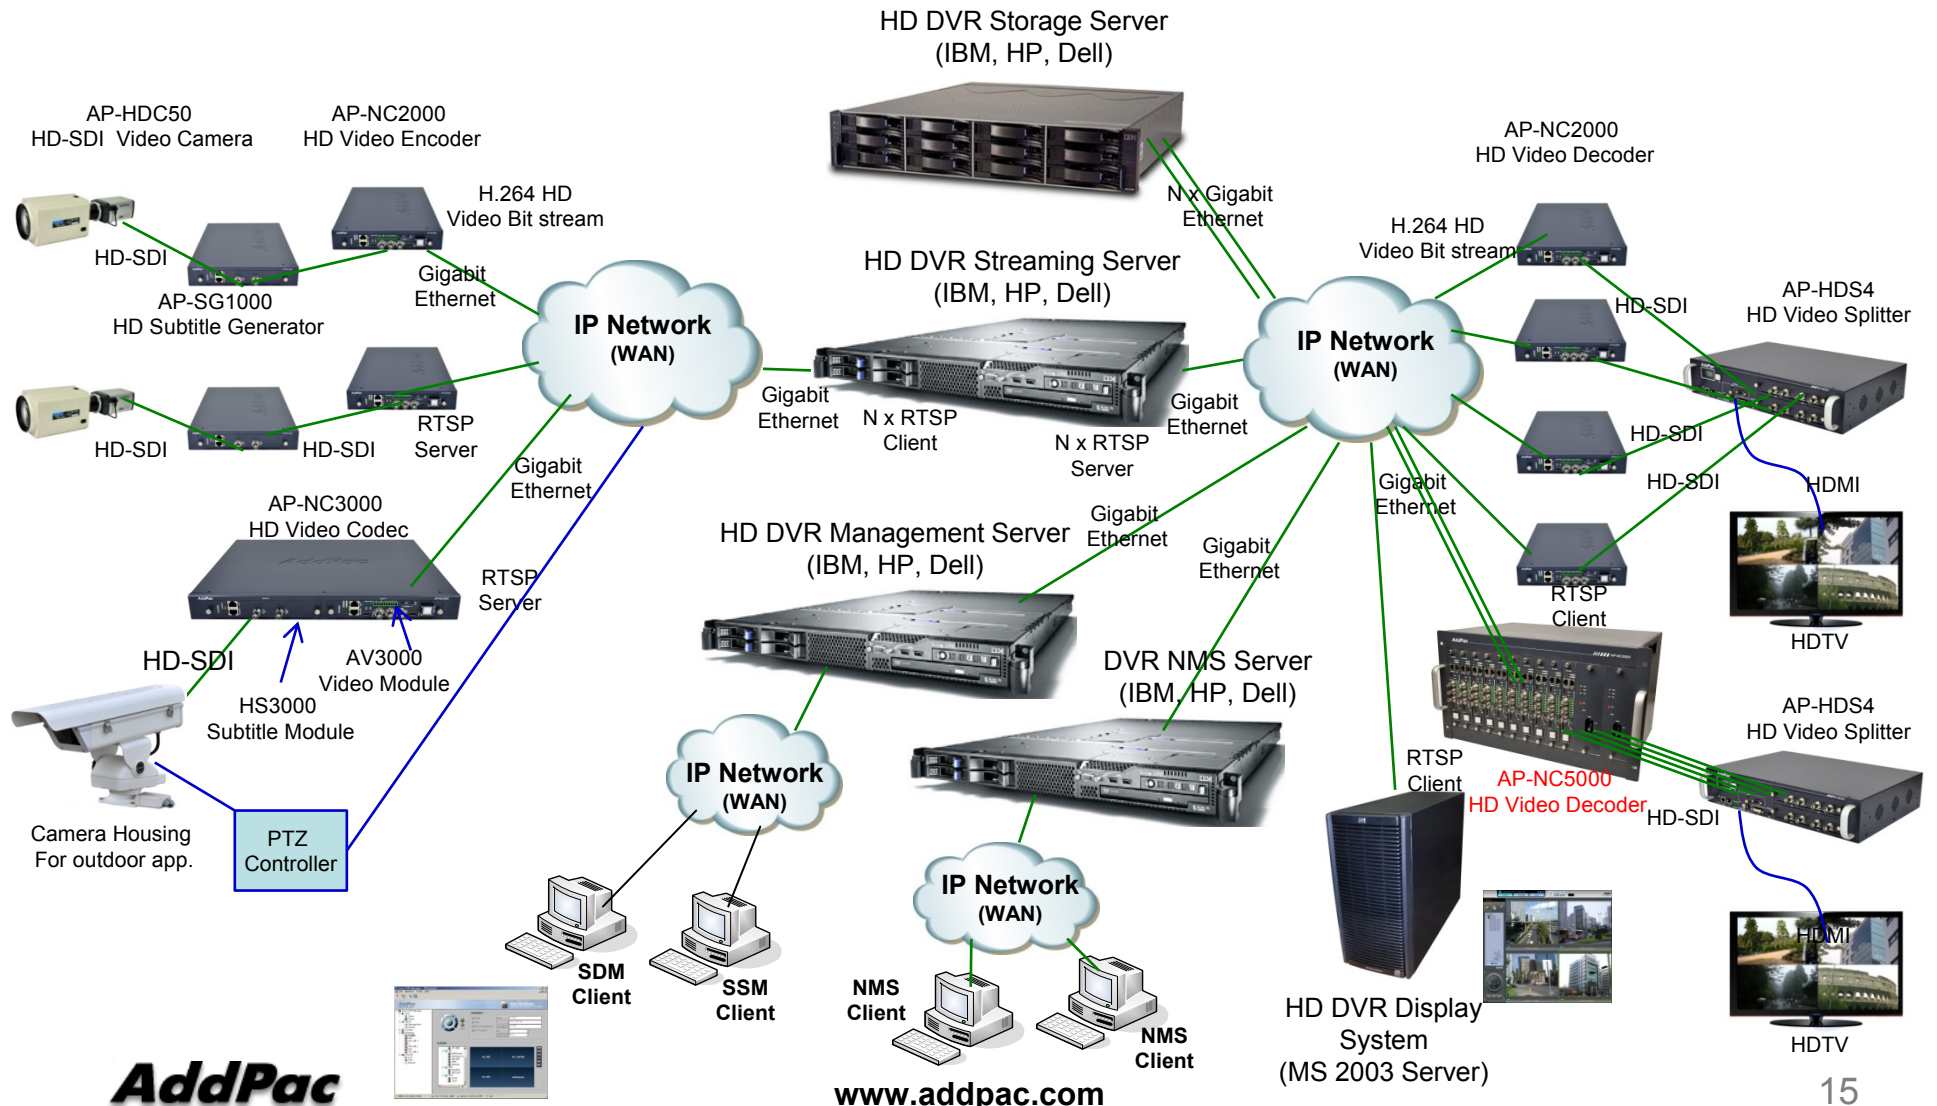 HD DVR Storage Server
(IBM, HP, Dell)
AP-HDC50
HD-SDI  Video Camera
AP-NC2000
HD Video Encoder
AP-NC2000
HD Video Decoder
H.264 HD
Video Bit stream
N x Gigabit
Ethernet
H.264 HD
Video Bit stream
HD-SDI
Gigabit
Ethernet
AP-SG1000
HD Subtitle Generator
HD DVR Streaming Server
(IBM, HP, Dell)
IP Network
(WAN)
IP Network
(WAN)
HD-SDI
AP-HDS4
HD Video Splitter
Gigabit
Ethernet
N x RTSP
Client
N x RTSP
Server
Gigabit
Ethernet
HD-SDI
HD-SDI
RTSP
Server
HD-SDI
HD-SDI
Gigabit
Ethernet
Gigabit
Ethernet
HDMI
AP-NC3000
HD Video Codec
AddPac
HD DVR Management Server
(IBM, HP, Dell)
Gigabit
Ethernet
Gigabit
Ethernet
RTSP
Server
RTSP
Client
HDTV
HD-SDI
AV3000
Video Module
HS3000
Subtitle Module
DVR NMS Server
(IBM, HP, Dell)
AddPac
AP-HDS4
HD Video Splitter
IP Network
(WAN)
RTSP
Client
AP-NC5000
HD Video Decoder
HD-SDI
Camera Housing
For outdoor app.
PTZ
Controller
IP Network
(WAN)
HDMI
SDM
Client
SSM
Client
NMS
Client
NMS
Client
HD DVR Display
System
(MS 2003 Server)
HDTV
AddPac
www.addpac.com
15